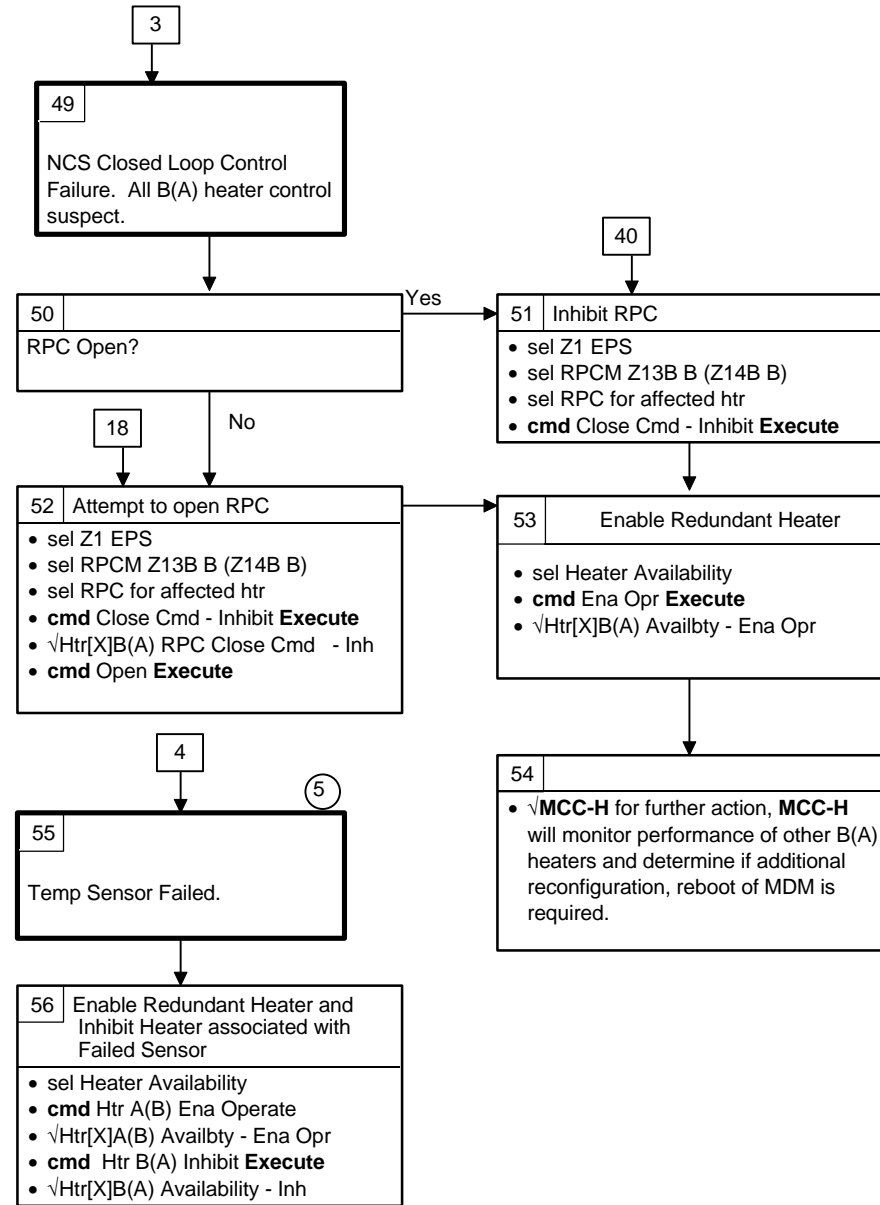 3
49
NCS Closed Loop Control
Failure. All B(A) heater control
suspect.
40
50
RPC Open?
Yes
No
51 Inhibit RPC
• sel Z1 EPS
• sel RPCM Z13B B (Z14B B)
• sel RPC for affected htr
• cmd Close Cmd - Inhibit Execute
18
52 Attempt to open RPC
• sel Z1 EPS
• sel RPCM Z13B B (Z14B B)
• sel RPC for affected htr
• cmd Close Cmd - Inhibit Execute
• √Htr[X]B(A) RPC Close Cmd - Inh
• cmd Open Execute
53 Enable Redundant Heater
• sel Heater Availability
• cmd Ena Opr Execute
• √Htr[X]B(A) Availbty - Ena Opr
54
• √MCC-H for further action, MCC-H
will monitor performance of other B(A)
heaters and determine if additional
reconfiguration, reboot of MDM is
required.
4
5
55
Temp Sensor Failed.
56 Enable Redundant Heater and
Inhibit Heater associated with
Failed Sensor
• sel Heater Availability
• cmd Htr A(B) Ena Operate
• √Htr[X]A(B) Availbty - Ena Opr
• cmd Htr B(A) Inhibit Execute
• √Htr[X]B(A) Availability - Inh